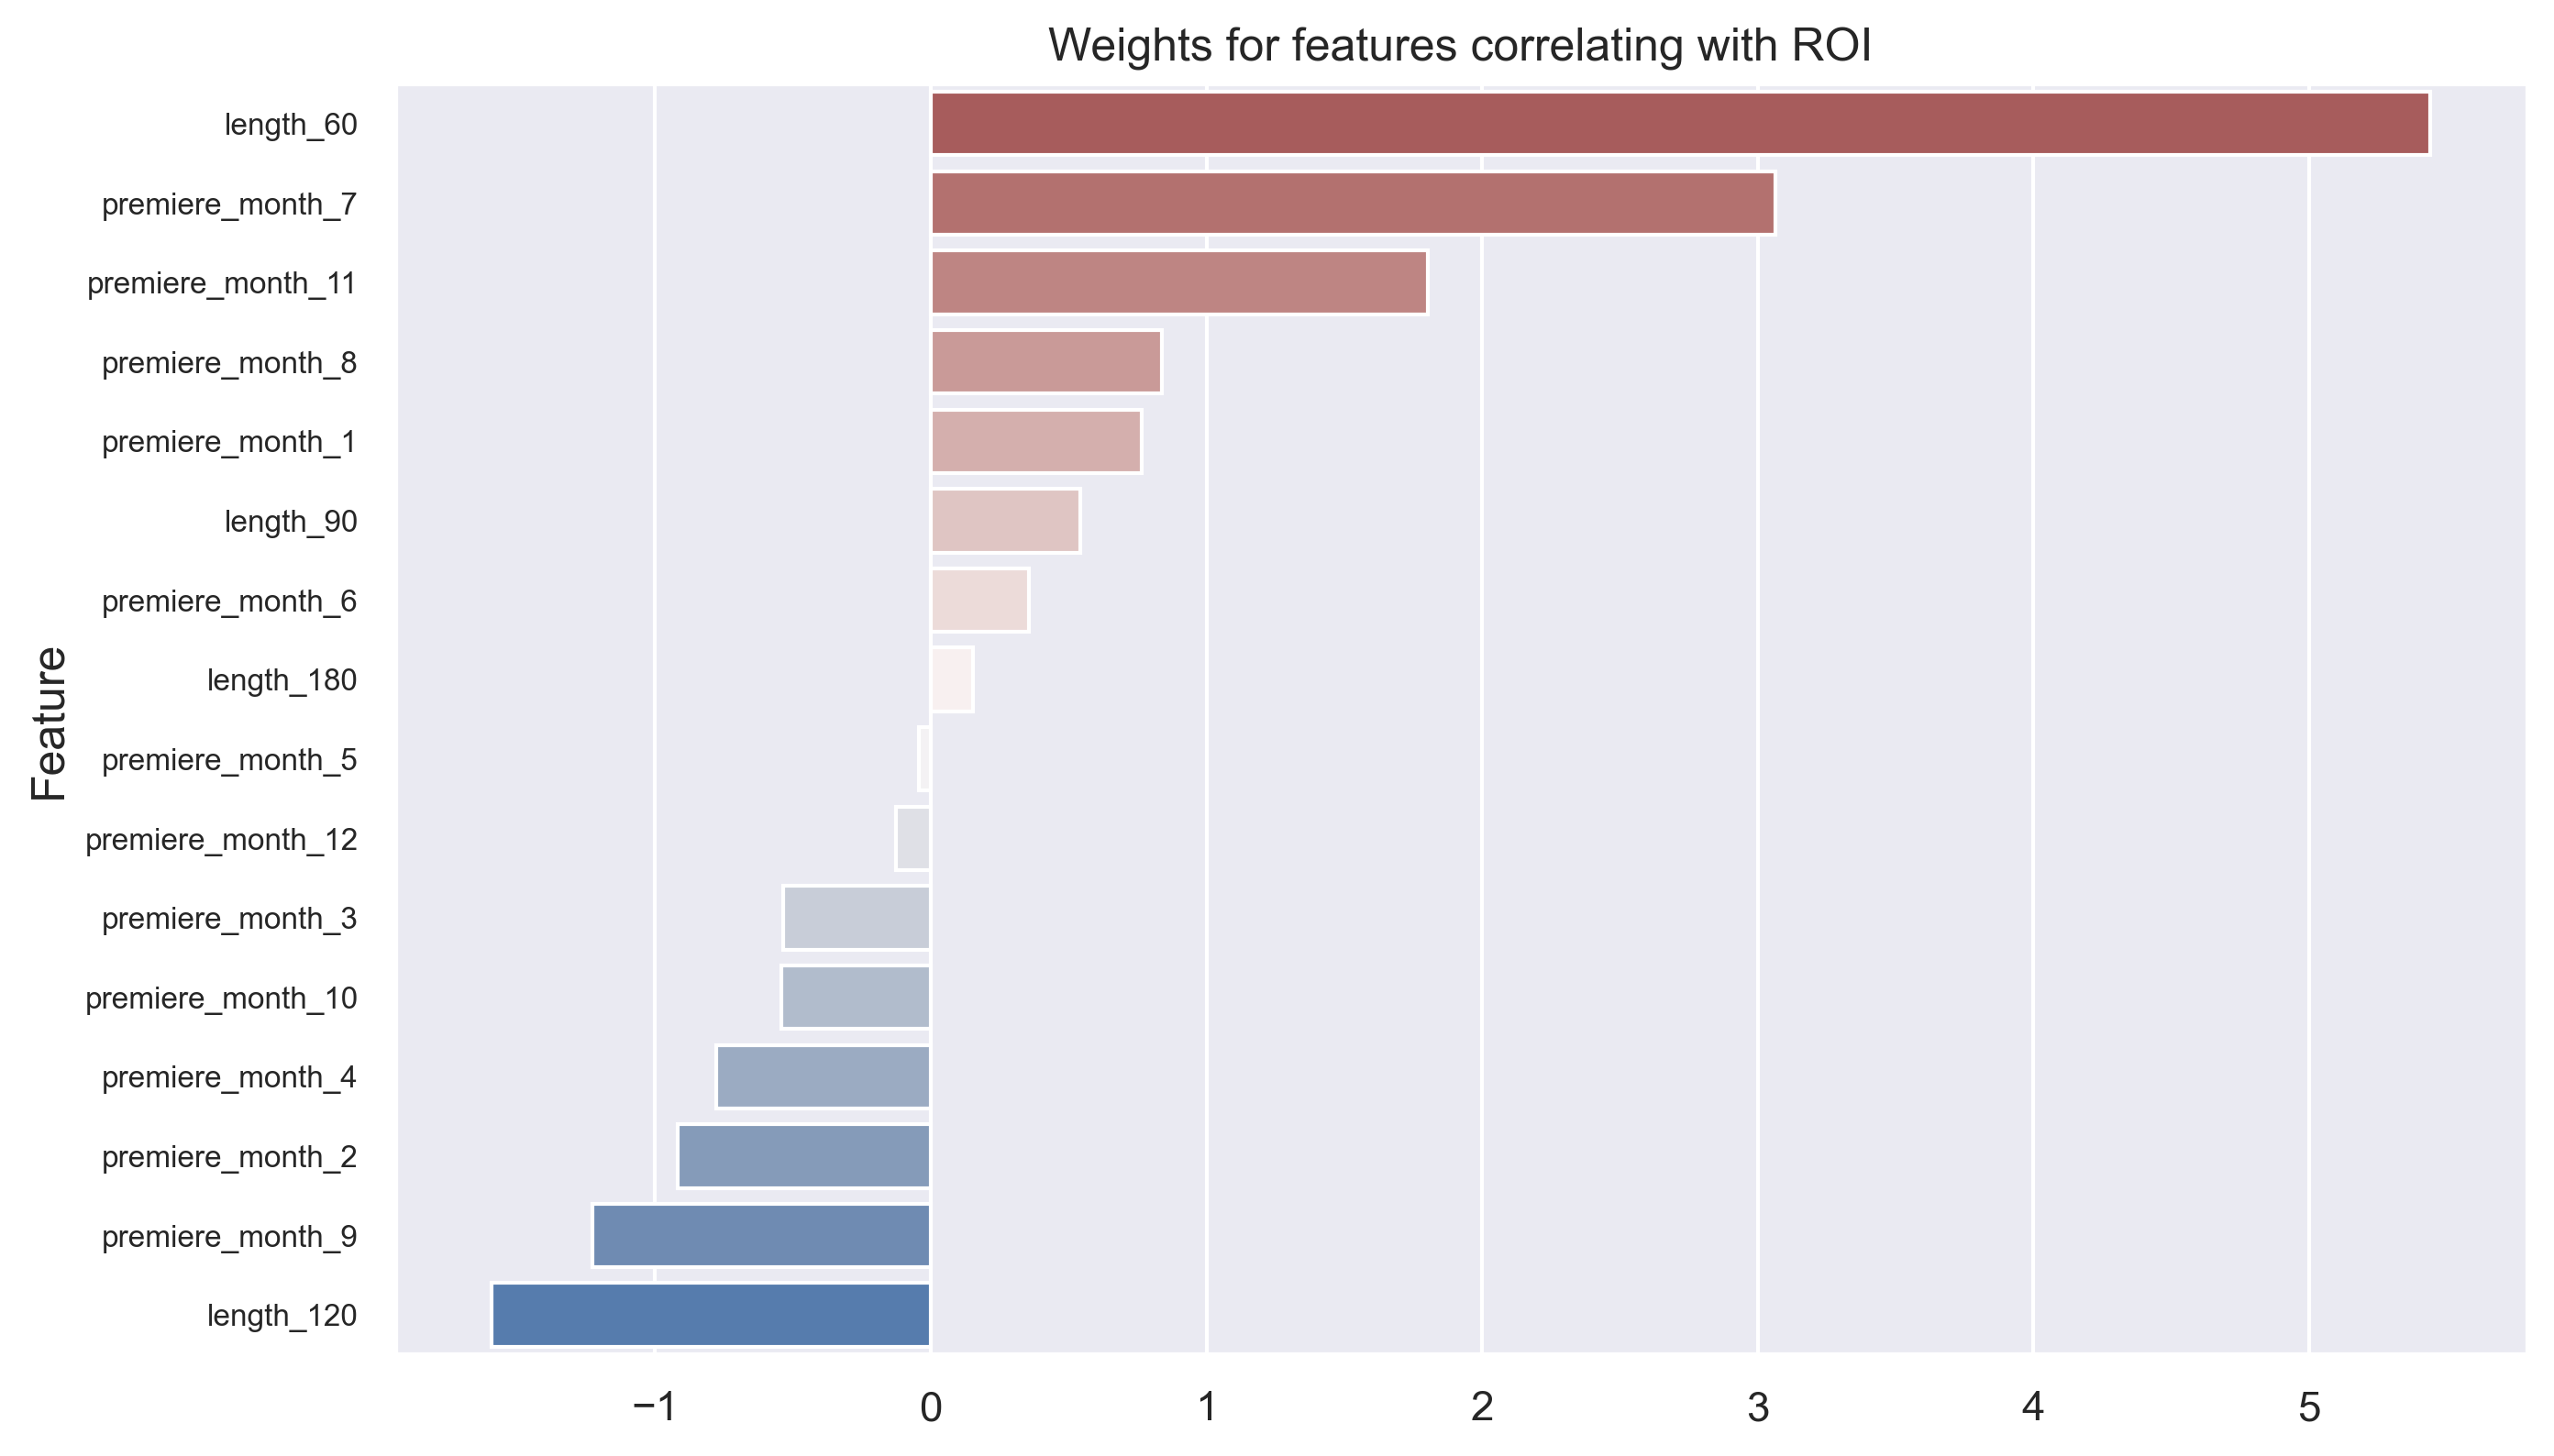 Weights for features correlating with ROI
Feature
length_60
premiere_month_7
premiere_month_11
premiere_month_8
premiere_month_1
length_90
premiere_month_6
length_180
premiere_month_5
premiere_month_12
premiere_month_3
premiere_month_10
premiere_month_4
premiere_month_2
premiere_month_9
length_120
−1 0 1 2 3 4 5